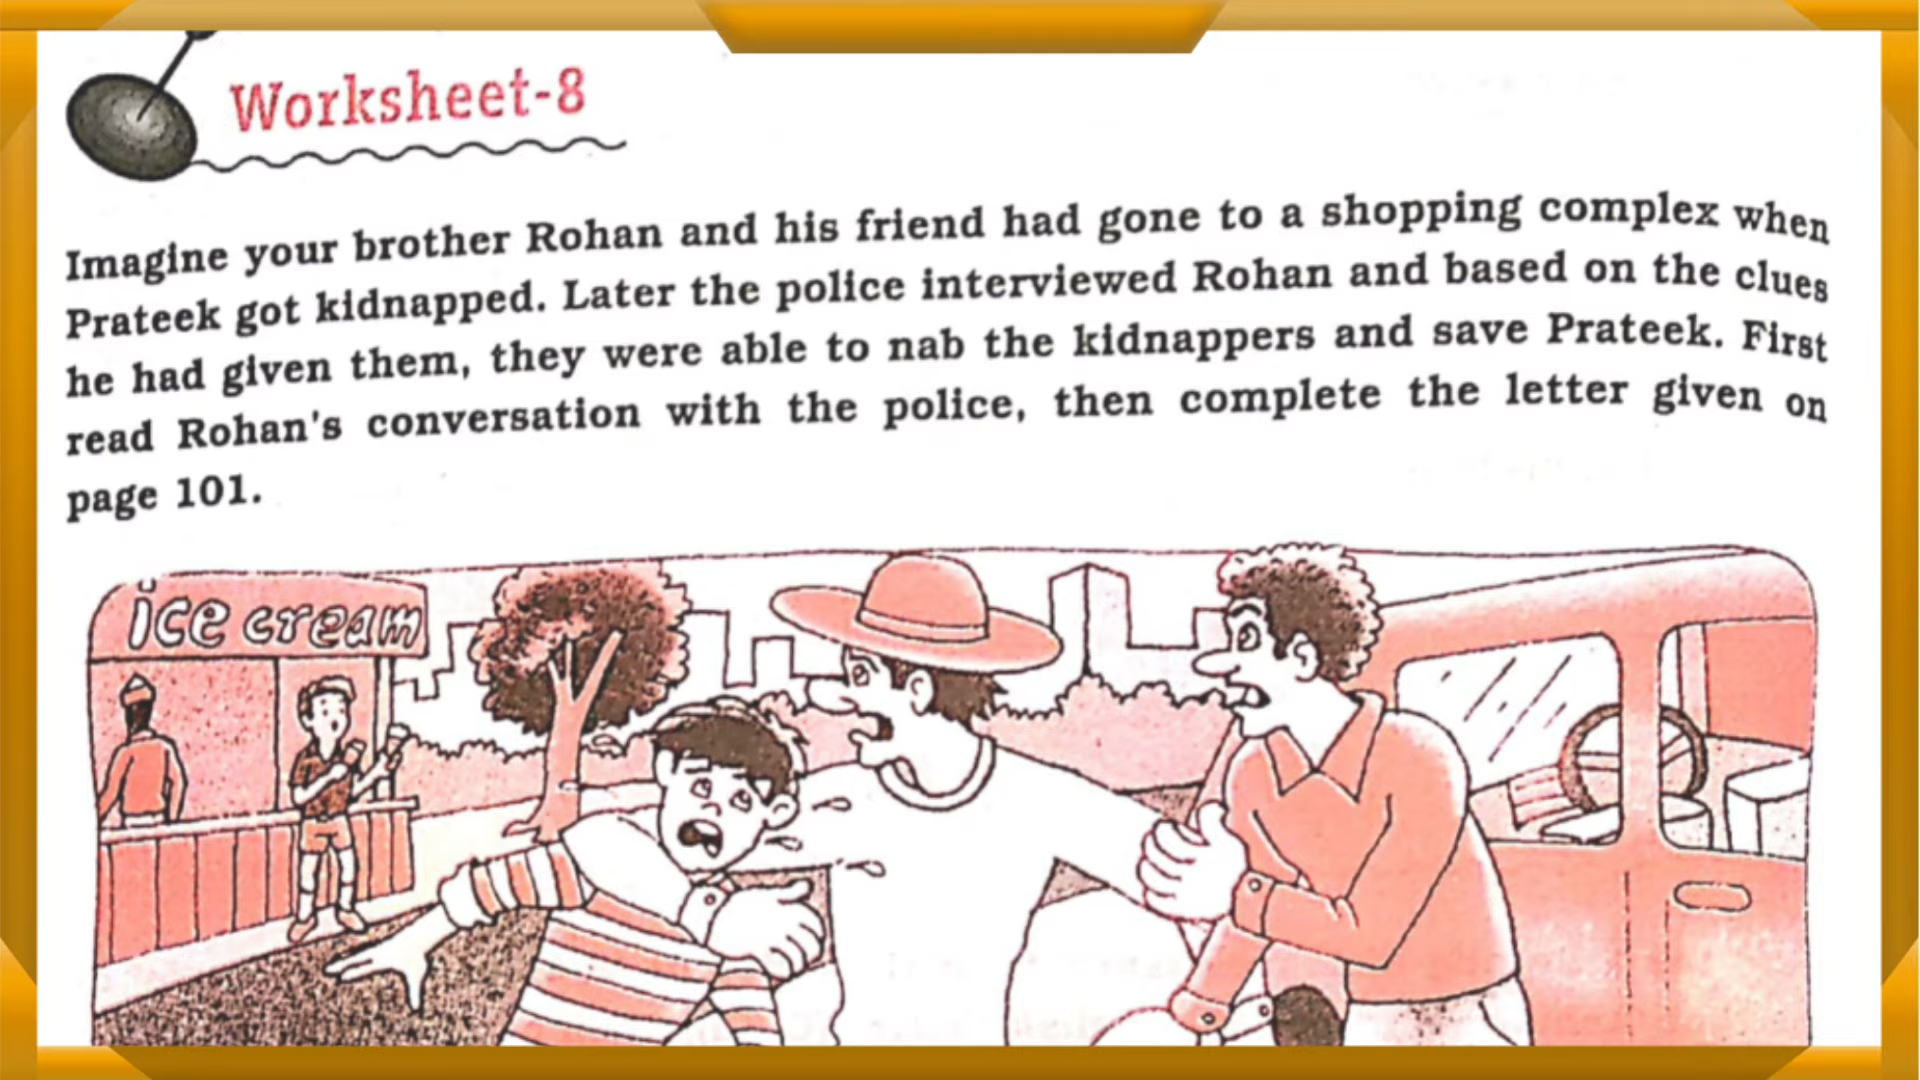 Worksheet-8
Imagine your brother Rohan and his friend had gone to a shopping complex when
Prateek got kidnapped. Later the police interviewed Rohan and based on the clues
he had given them, they were able to nab the kidnappers and save Prateek. First
read Rohan's conversation with the police, then complete the letter given on
page 101.
ice cream